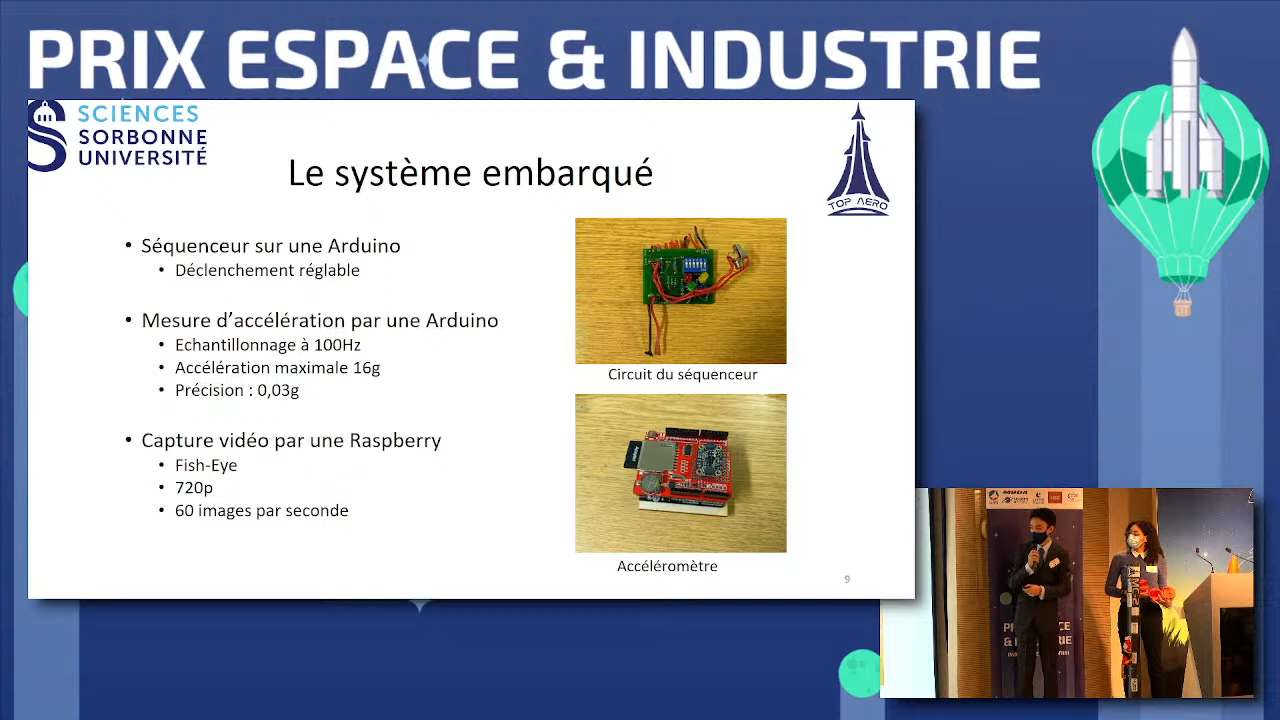 PRIX ESPACE & INDUSTRIE
SCIENCES
SORBONNE
UNIVERSITÉ
TOP AERO
Le système embarqué
• Séquenceur sur une Arduino
• Déclenchement réglable
• Mesure d’accélération par une Arduino
• Echantillonnage à 100Hz
• Accélération maximale 16g
• Précision : 0,03g
• Capture vidéo par une Raspberry
• Fish-Eye
• 720p
• 60 images par seconde
Circuit du séquenceur
Accéléromètre
9